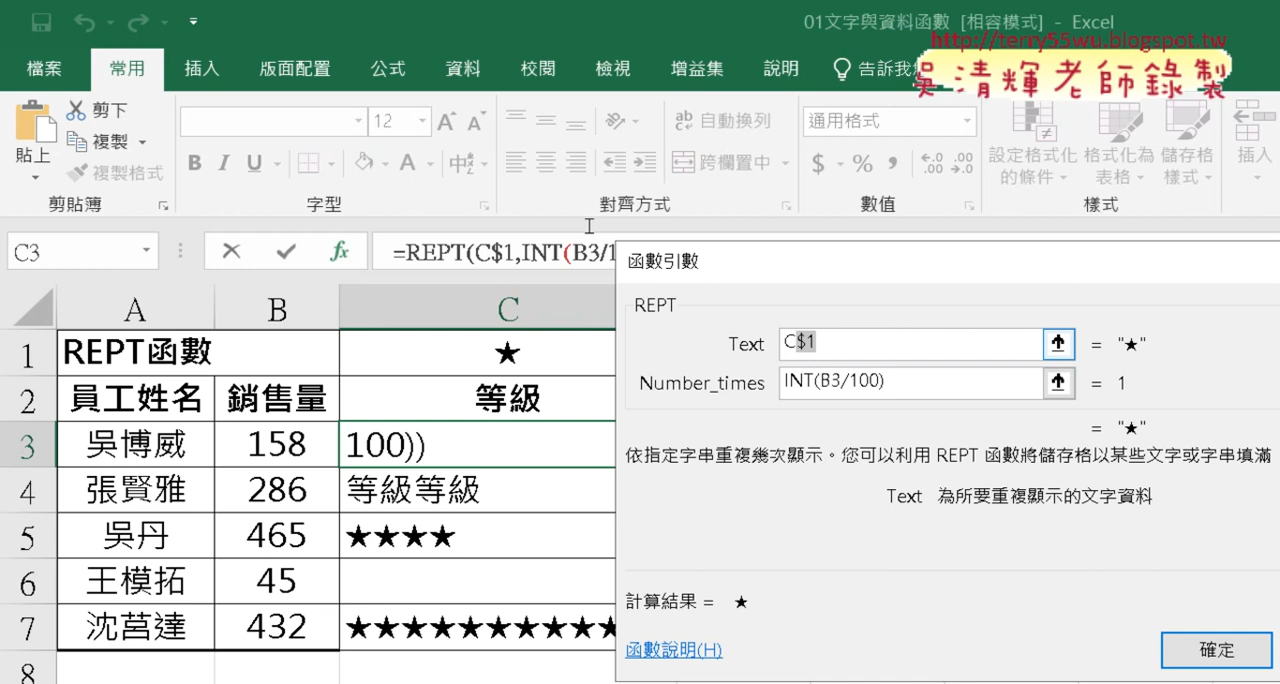 01文字與資料函數 [相容模式] - Excel
http://terry55wu.blogspot.tw
吳清輝老師錄製
檔案 常用 插入 版面配置 公式 資料 校閱 檢視 增益集 說明 告訴我
貼上 剪下 複製 複製格式
12 B I U A 中 ab 自動換列 跨欄置中
通用格式 $ % , .00
設定格式化的條件 格式化為表格 儲存格樣式 插入
剪貼簿 字型 對齊方式 數值 樣式
C3 fx =REPT(C$1,INT(B3/1
A B C
1 REPT函數 ★
2 員工姓名 銷售量 等級
3 吳博威 158 100))
4 張賢雅 286 等級等級
5 吳丹 465 ★★★★
6 王模拓 45
7 沈莒達 432 ★★★★★★★★★★
8
函數引數
REPT
Text C$1 = "★"
Number_times INT(B3/100) = 1
= "★"
依指定字串重複幾次顯示。您可以利用 REPT 函數將儲存格以某些文字或字串填滿
Text 為所要重複顯示的文字資料
計算結果 = ★
函數說明(H)
確定